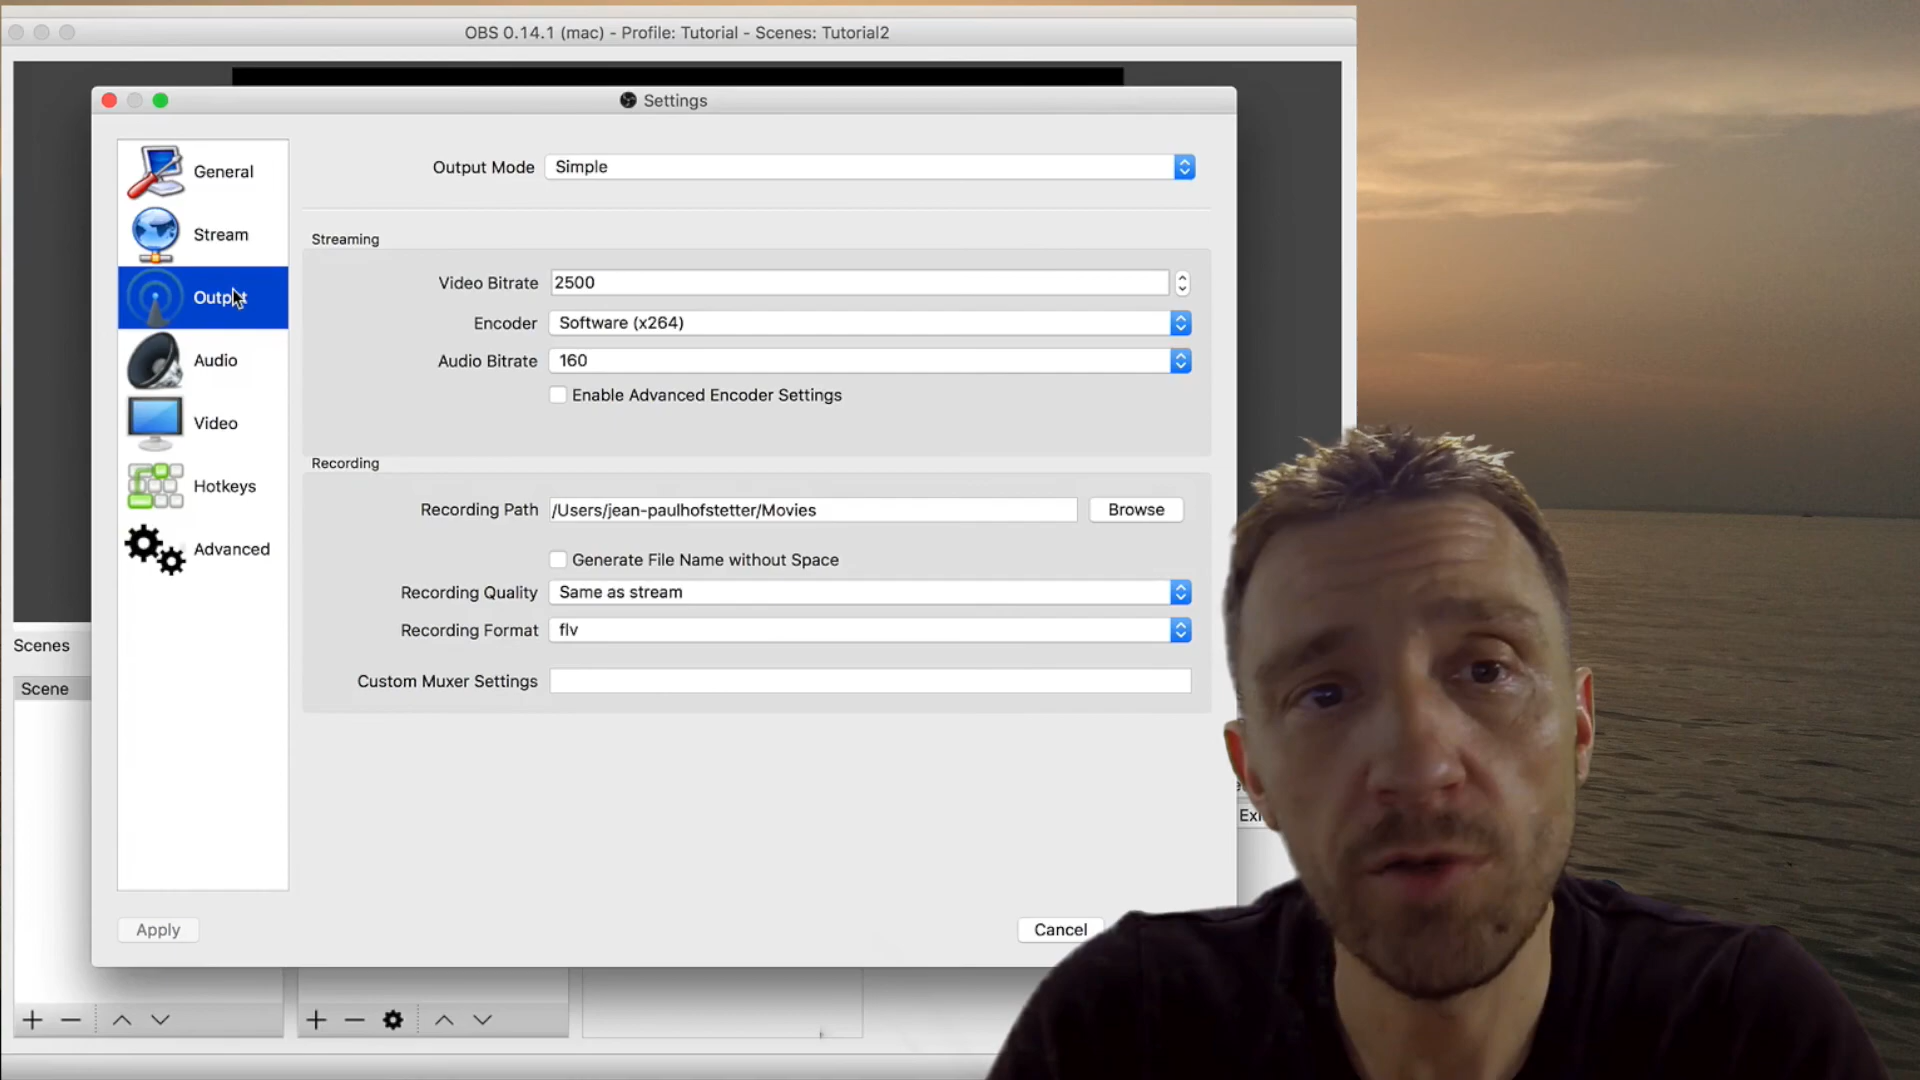 OBS 0.14.1 (mac) - Profile: Tutorial - Scenes: Tutorial2
Settings
General
Stream
Output
Audio
Video
Hotkeys
Advanced
Output Mode Simple
Streaming
Video Bitrate 2500
Encoder Software (x264)
Audio Bitrate 160
Enable Advanced Encoder Settings
Recording
Recording Path /Users/jean-paulhofstetter/Movies Browse
Generate File Name without Space
Recording Quality Same as stream
Recording Format flv
Custom Muxer Settings
Scenes
Scene
Apply
Cancel